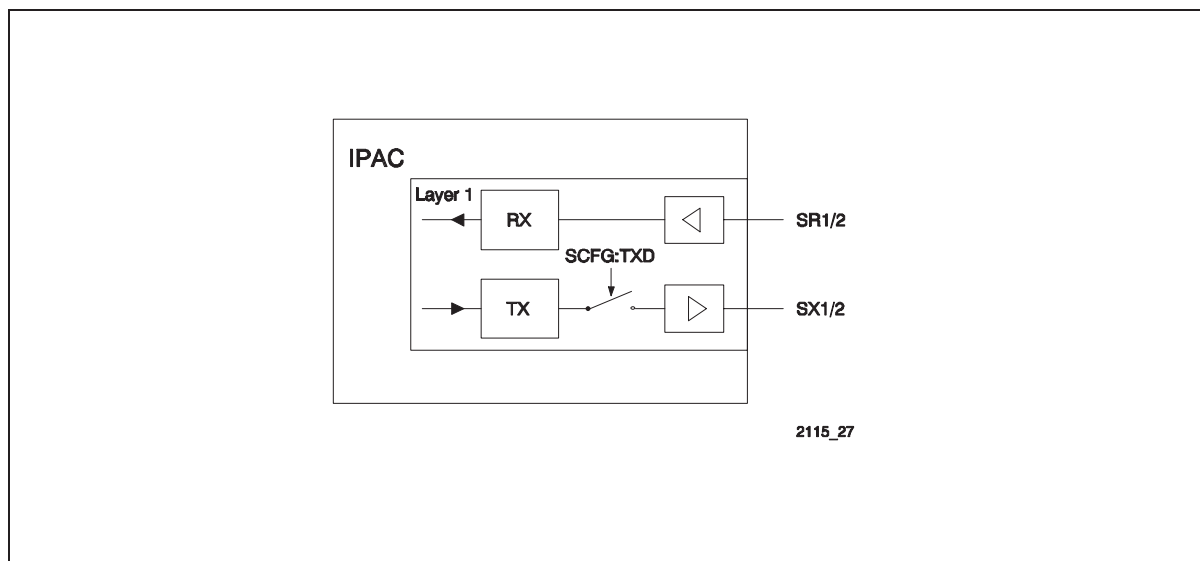 IPAC
Layer 1
RX
SR1/2
SCFG:TXD
TX
SX1/2
2115_27